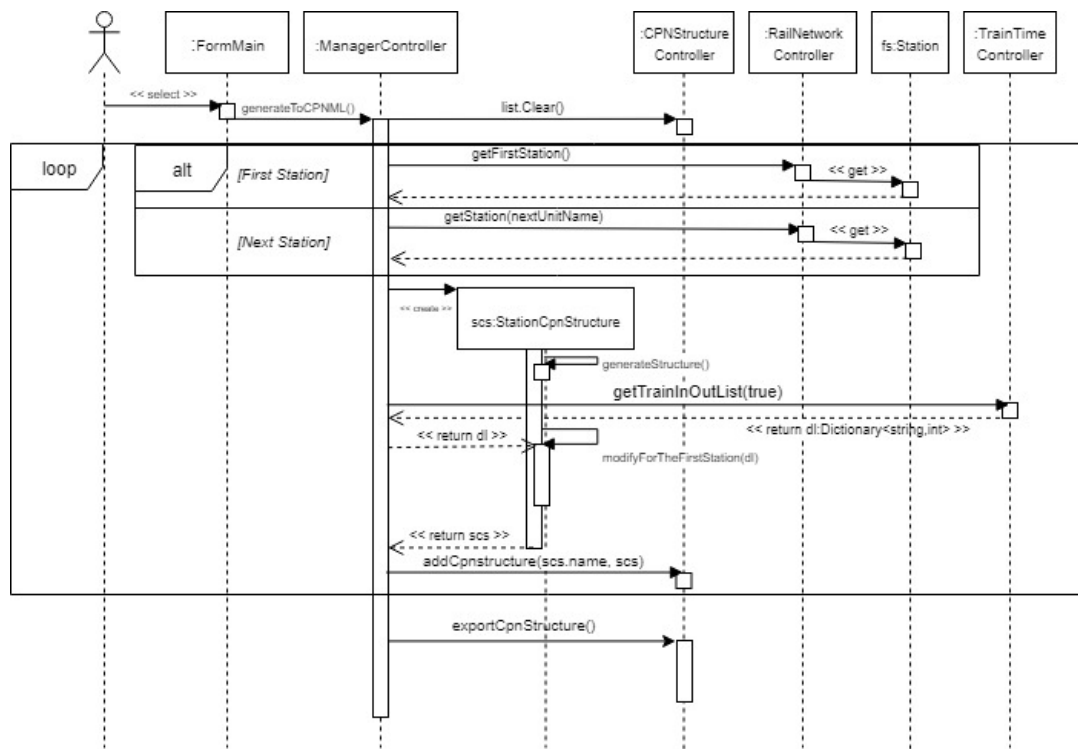 :FormMain
:ManagerController
:CPNStructure
Controller
:RailNetwork
Controller
fs:Station
:TrainTime
Controller
<< select >>
generateToCPNML()
list.Clear()
loop
alt
[First Station]
getFirstStation()
<< get >>
[Next Station]
getStation(nextUnitName)
<< get >>
<< create >>
scs:StationCpnStructure
generateStructure()
getTrainInOutList(true)
<< return dl:Dictionary<string,int> >>
<< return dl >>
modifyForTheFirstStation(dl)
<< return scs >>
addCpnstructure(scs.name, scs)
exportCpnStructure()